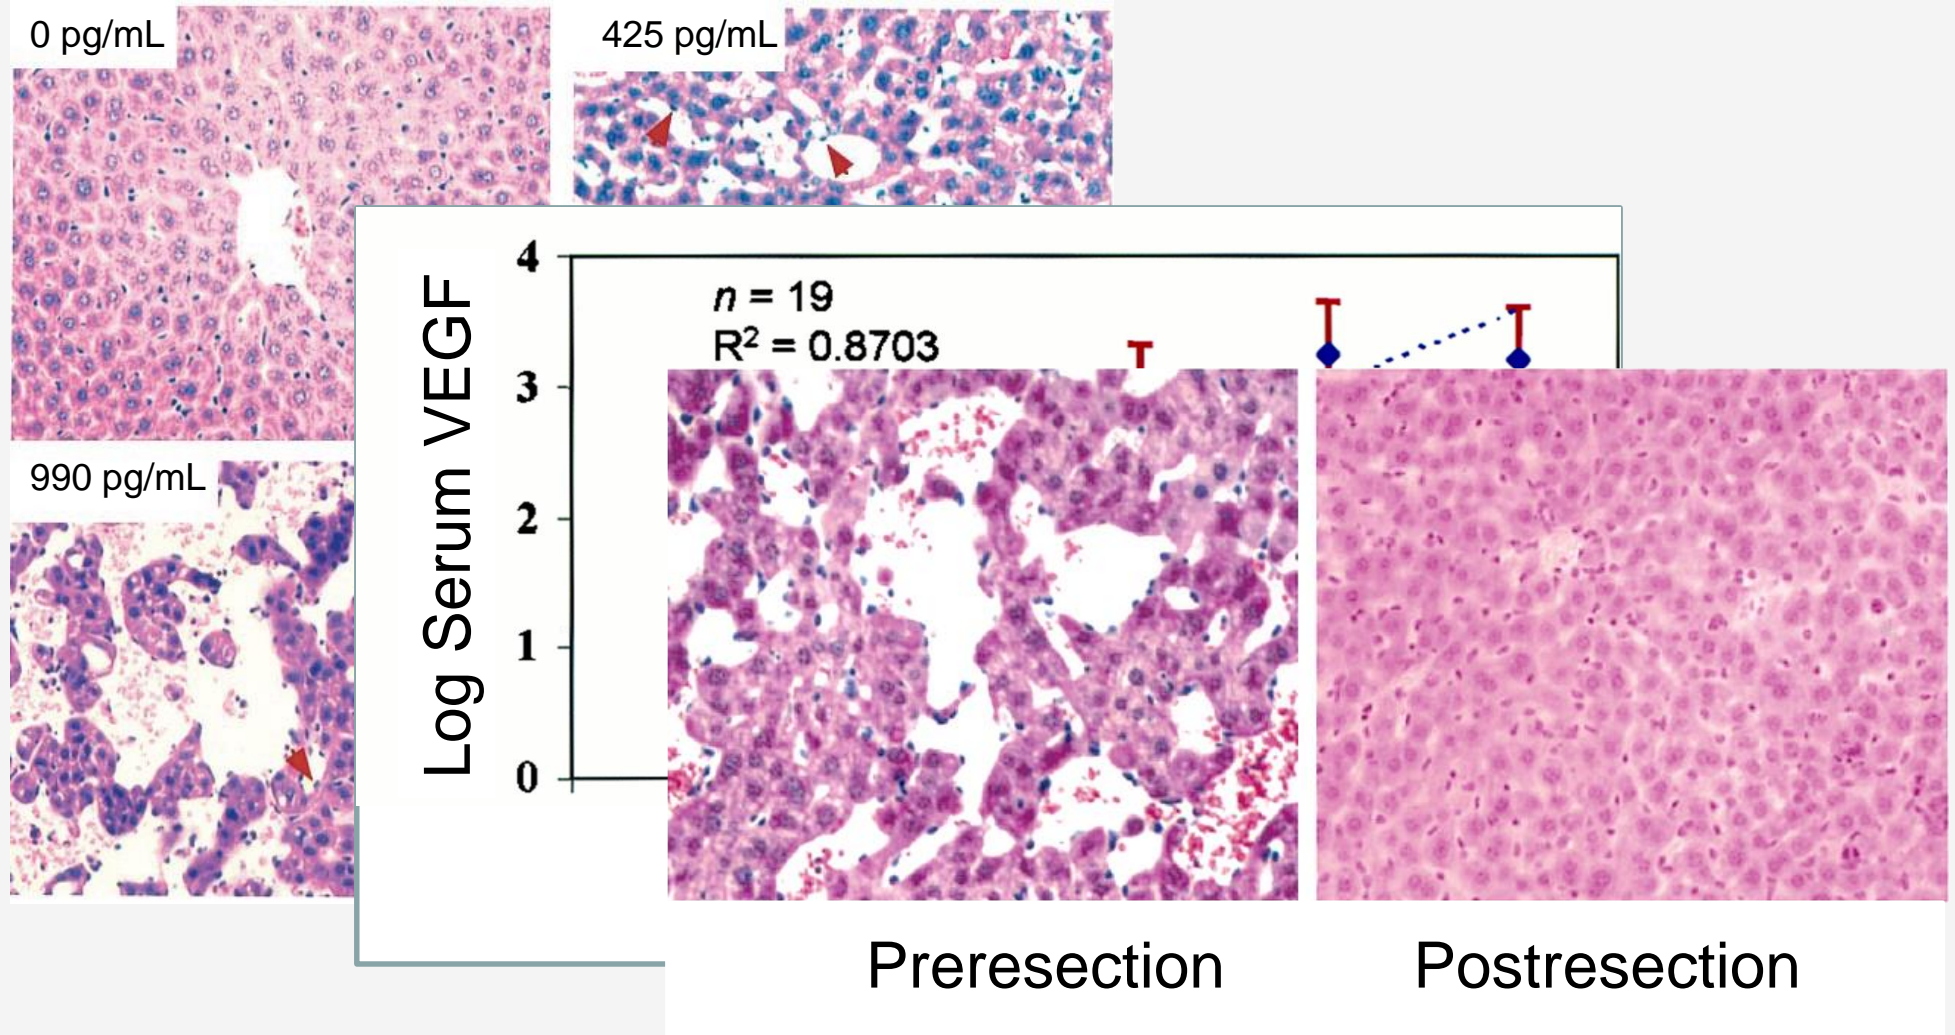 0 pg/mL
425 pg/mL
990 pg/mL
Log Serum VEGF
4
3
2
1
0
n = 19
R² = 0.8703
Preresection
Postresection